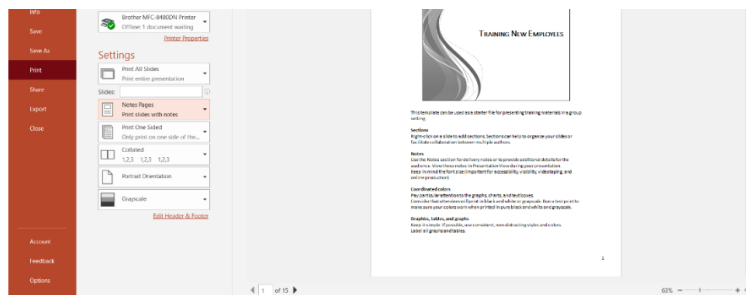 Info
Save
Save As
Print
Share
Export
Close
Account
Feedback
Options
Brother MFC-8480DN Printer
Offline: 1 document waiting
Printer Properties
Settings
Print All Slides
Print entire presentation
Slides:
Notes Pages
Print slides with notes
Print One Sided
Only print on one side of the...
Collated
1,2,3 1,2,3 1,2,3
Portrait Orientation
Grayscale
Edit Header & Footer
TRAINING NEW EMPLOYEES
This template can be used as a starter file for presenting training materials in a group
setting.
Sections
Right-click on a slide to add sections. Sections can help to organize your slides or
facilitate collaboration between multiple authors.
Notes
Use the Notes section for delivery notes or to provide additional details for the
audience. View these notes in Presentation View during your presentation.
Keep in mind the font size (important for accessibility, visibility, videotaping, and
online production)
Coordinated colors
Pay particular attention to the graphs, charts, and text boxes.
Consider that attendees will print in black and white or grayscale. Run a test print to
make sure your colors work when printed in pure black and white and grayscale.
Graphics, tables, and graphs
Keep it simple: If possible, use consistent, non-distracting styles and colors.
Label all graphs and tables.
1
1 of 15
63%